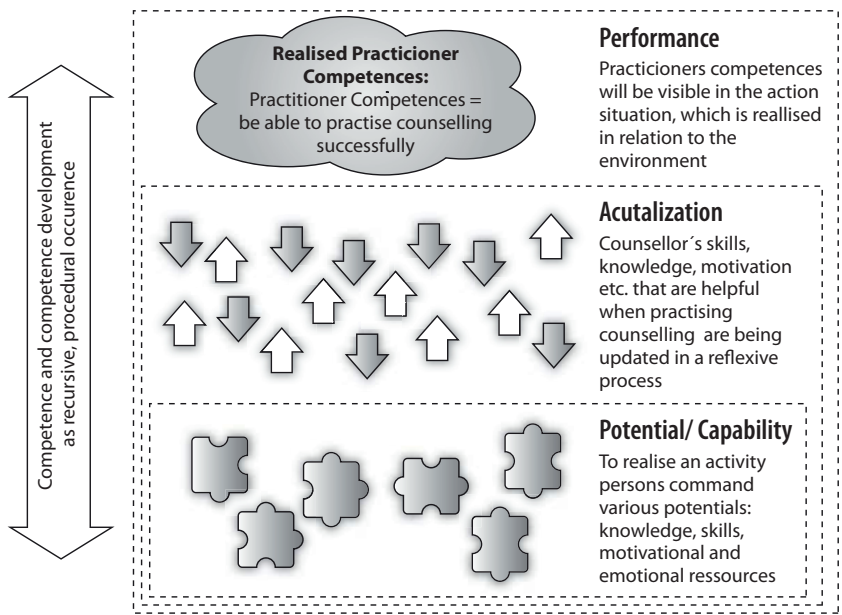 Competence and competence development
as recursive, procedural occurence
Realised Practicioner
Competences:
Practitioner Competences =
be able to practise counselling
successfully
Performance
Practicioners competences
will be visible in the action
situation, which is reallised
in relation to the
environment
Acutalization
Counsellor´s skills,
knowledge, motivation
etc. that are helpful
when practising
counselling are being
updated in a reflexive
process
Potential/ Capability
To realise an activity
persons command
various potentials:
knowledge, skills,
motivational and
emotional ressources